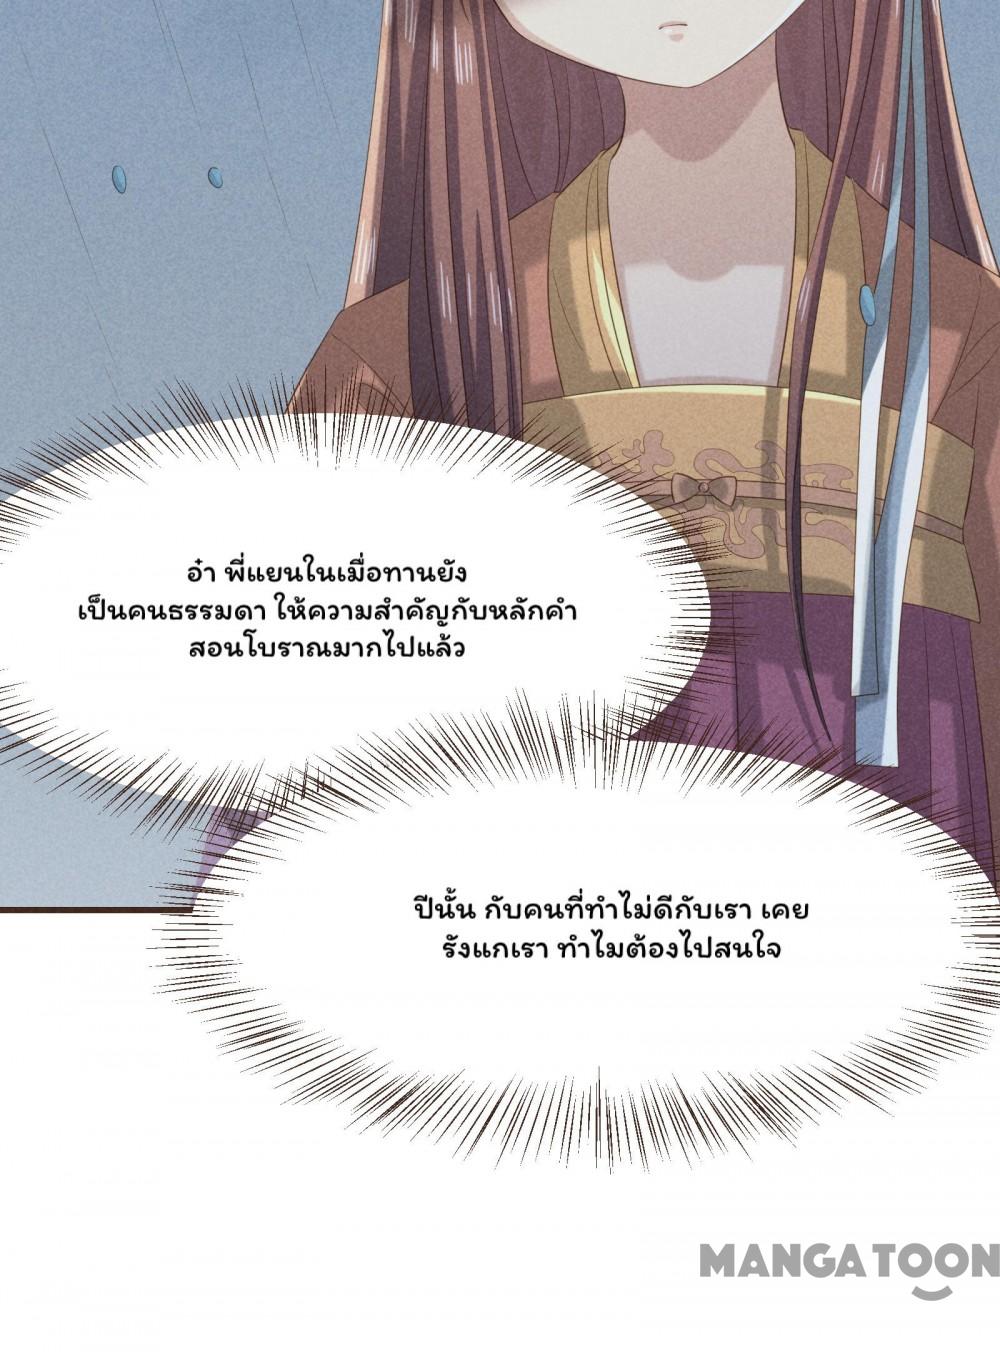 อำ พี่แยนในเมื่อทานยัง
เป็นคนธรรมดา ให้ความสำคัญกับหลักคำ
สอนโบราณมากไปแล้ว
ปีนั้น กับคนที่ทำไม่ดีกับเรา เคย
รังแกเรา ทำไมต้องไปสนใจ
MANGATOON